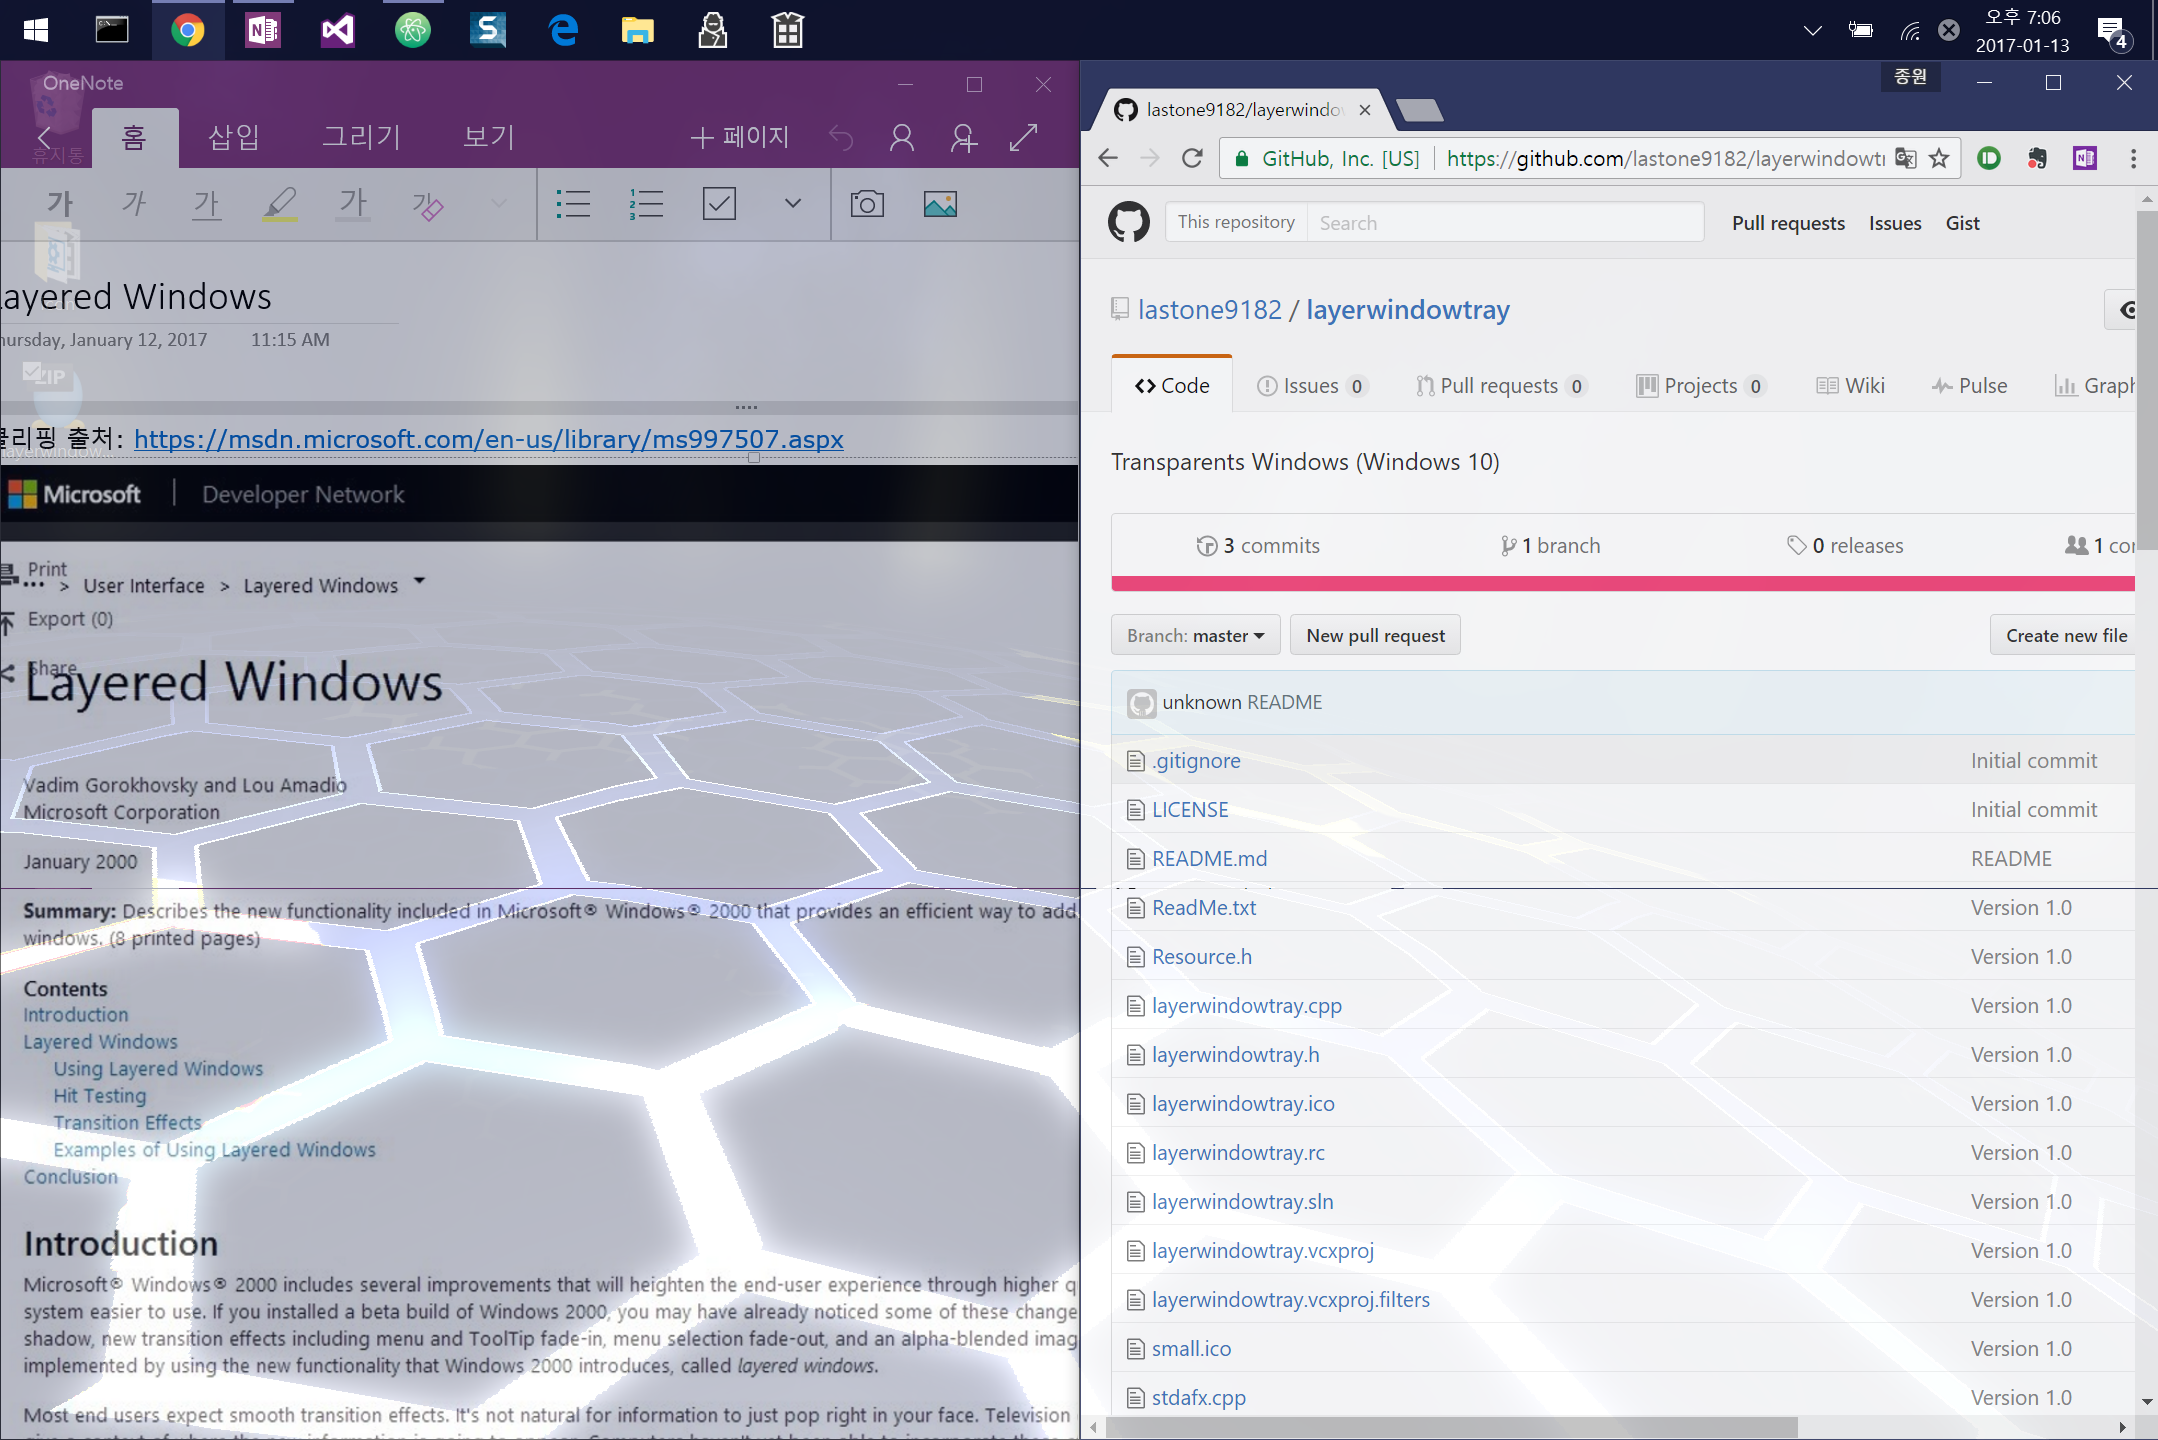 오후 7:06
2017-01-13
4
OneNote
휴지통
홈
삽입
그리기
보기
페이지
가 가 가 가 가
Layered Windows
Thursday, January 12, 2017 11:15 AM
ZIP
클리핑 출처: https://msdn.microsoft.com/en-us/library/ms997507.aspx
Microsoft | Developer Network
Print
... > User Interface > Layered Windows
Export (0)
Share
Layered Windows
Vadim Gorokhovsky and Lou Amadio
Microsoft Corporation
January 2000
Summary: Describes the new functionality included in Microsoft® Windows® 2000 that provides an efficient way to add
windows. (8 printed pages)
Contents
Introduction
Layered Windows
Using Layered Windows
Hit Testing
Transition Effects
Examples of Using Layered Windows
Conclusion
Introduction
Microsoft® Windows® 2000 includes several improvements that will heighten the end-user experience through higher q
system easier to use. If you installed a beta build of Windows 2000, you may have already noticed some of these change
shadow, new transition effects including menu and ToolTip fade-in, menu selection fade-out, and an alpha-blended imag
implemented by using the new functionality that Windows 2000 introduces, called layered windows.
Most end users expect smooth transition effects. It's not natural for information to just pop right in your face. Television
종원
lastone9182/layerwindow
GitHub, Inc. [US] https://github.com/lastone9182/layerwindowtr
This repository Search
Pull requests Issues Gist
lastone9182 / layerwindowtray
Code
Issues 0
Pull requests 0
Projects 0
Wiki
Pulse
Graph
Transparents Windows (Windows 10)
3 commits
1 branch
0 releases
1 con
Branch: master
New pull request
Create new file
unknown README
.gitignore Initial commit
LICENSE Initial commit
README.md README
ReadMe.txt Version 1.0
Resource.h Version 1.0
layerwindowtray.cpp Version 1.0
layerwindowtray.h Version 1.0
layerwindowtray.ico Version 1.0
layerwindowtray.rc Version 1.0
layerwindowtray.sln Version 1.0
layerwindowtray.vcxproj Version 1.0
layerwindowtray.vcxproj.filters Version 1.0
small.ico Version 1.0
stdafx.cpp Version 1.0